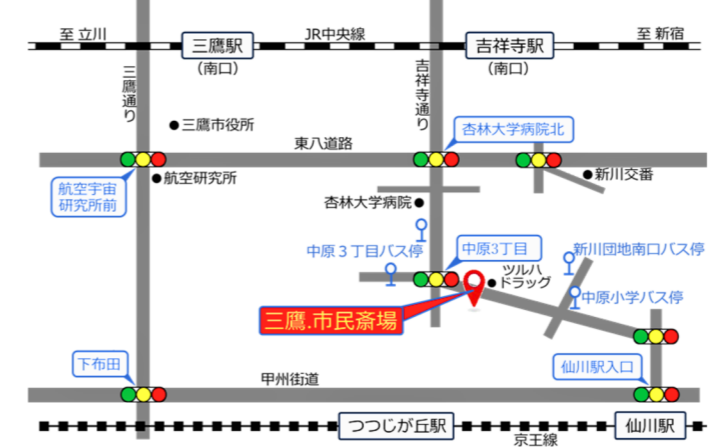 至 立川
三鷹駅
(南口)
JR中央線
吉祥寺駅
(南口)
至 新宿
三鷹通り
吉祥寺通り
三鷹市役所
東八道路
杏林大学病院北
航空宇宙
研究所前
航空研究所
新川交番
杏林大学病院
中原３丁目バス停
中原3丁目
新川団地南口バス停
ツルハ
ドラッグ
中原小学バス停
三鷹.市民斎場
下布田
甲州街道
仙川駅入口
つつじが丘駅
京王線
仙川駅